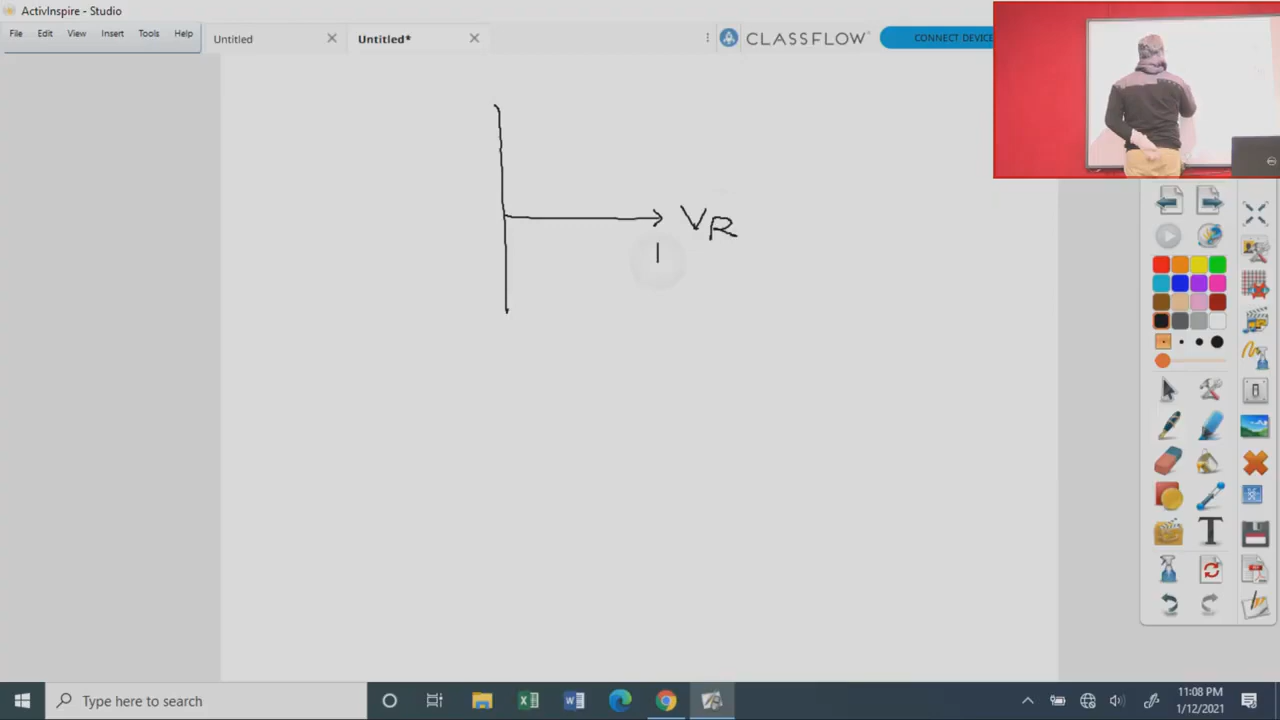 ActivInspire - Studio
File Edit View Insert Tools Help
Untitled
Untitled*
CLASSFLOW
CONNECT DEVICE
VR
I
T
Type here to search
11:08 PM
1/12/2021